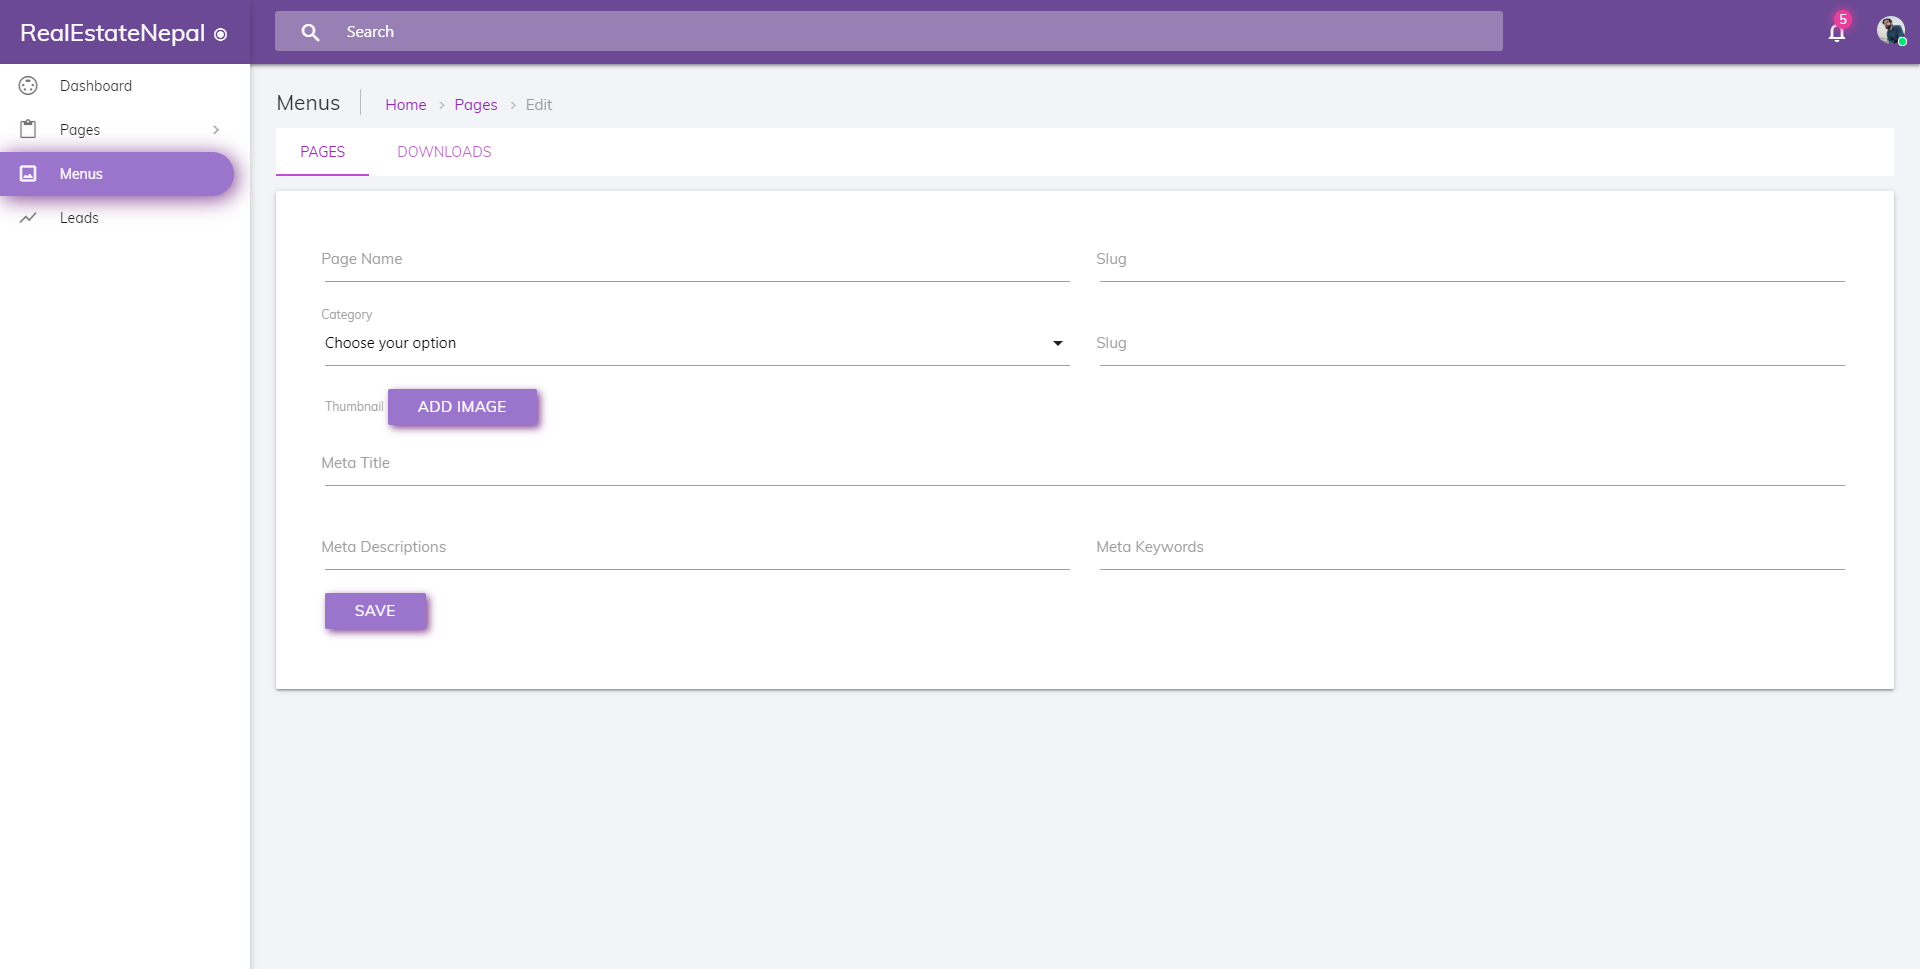 RealEstateNepal
Search
5
Dashboard
Pages
Menus
Leads
Menus
Home > Pages > Edit
PAGES
DOWNLOADS
Page Name
Slug
Category
Choose your option
Slug
Thumbnail
ADD IMAGE
Meta Title
Meta Descriptions
Meta Keywords
SAVE